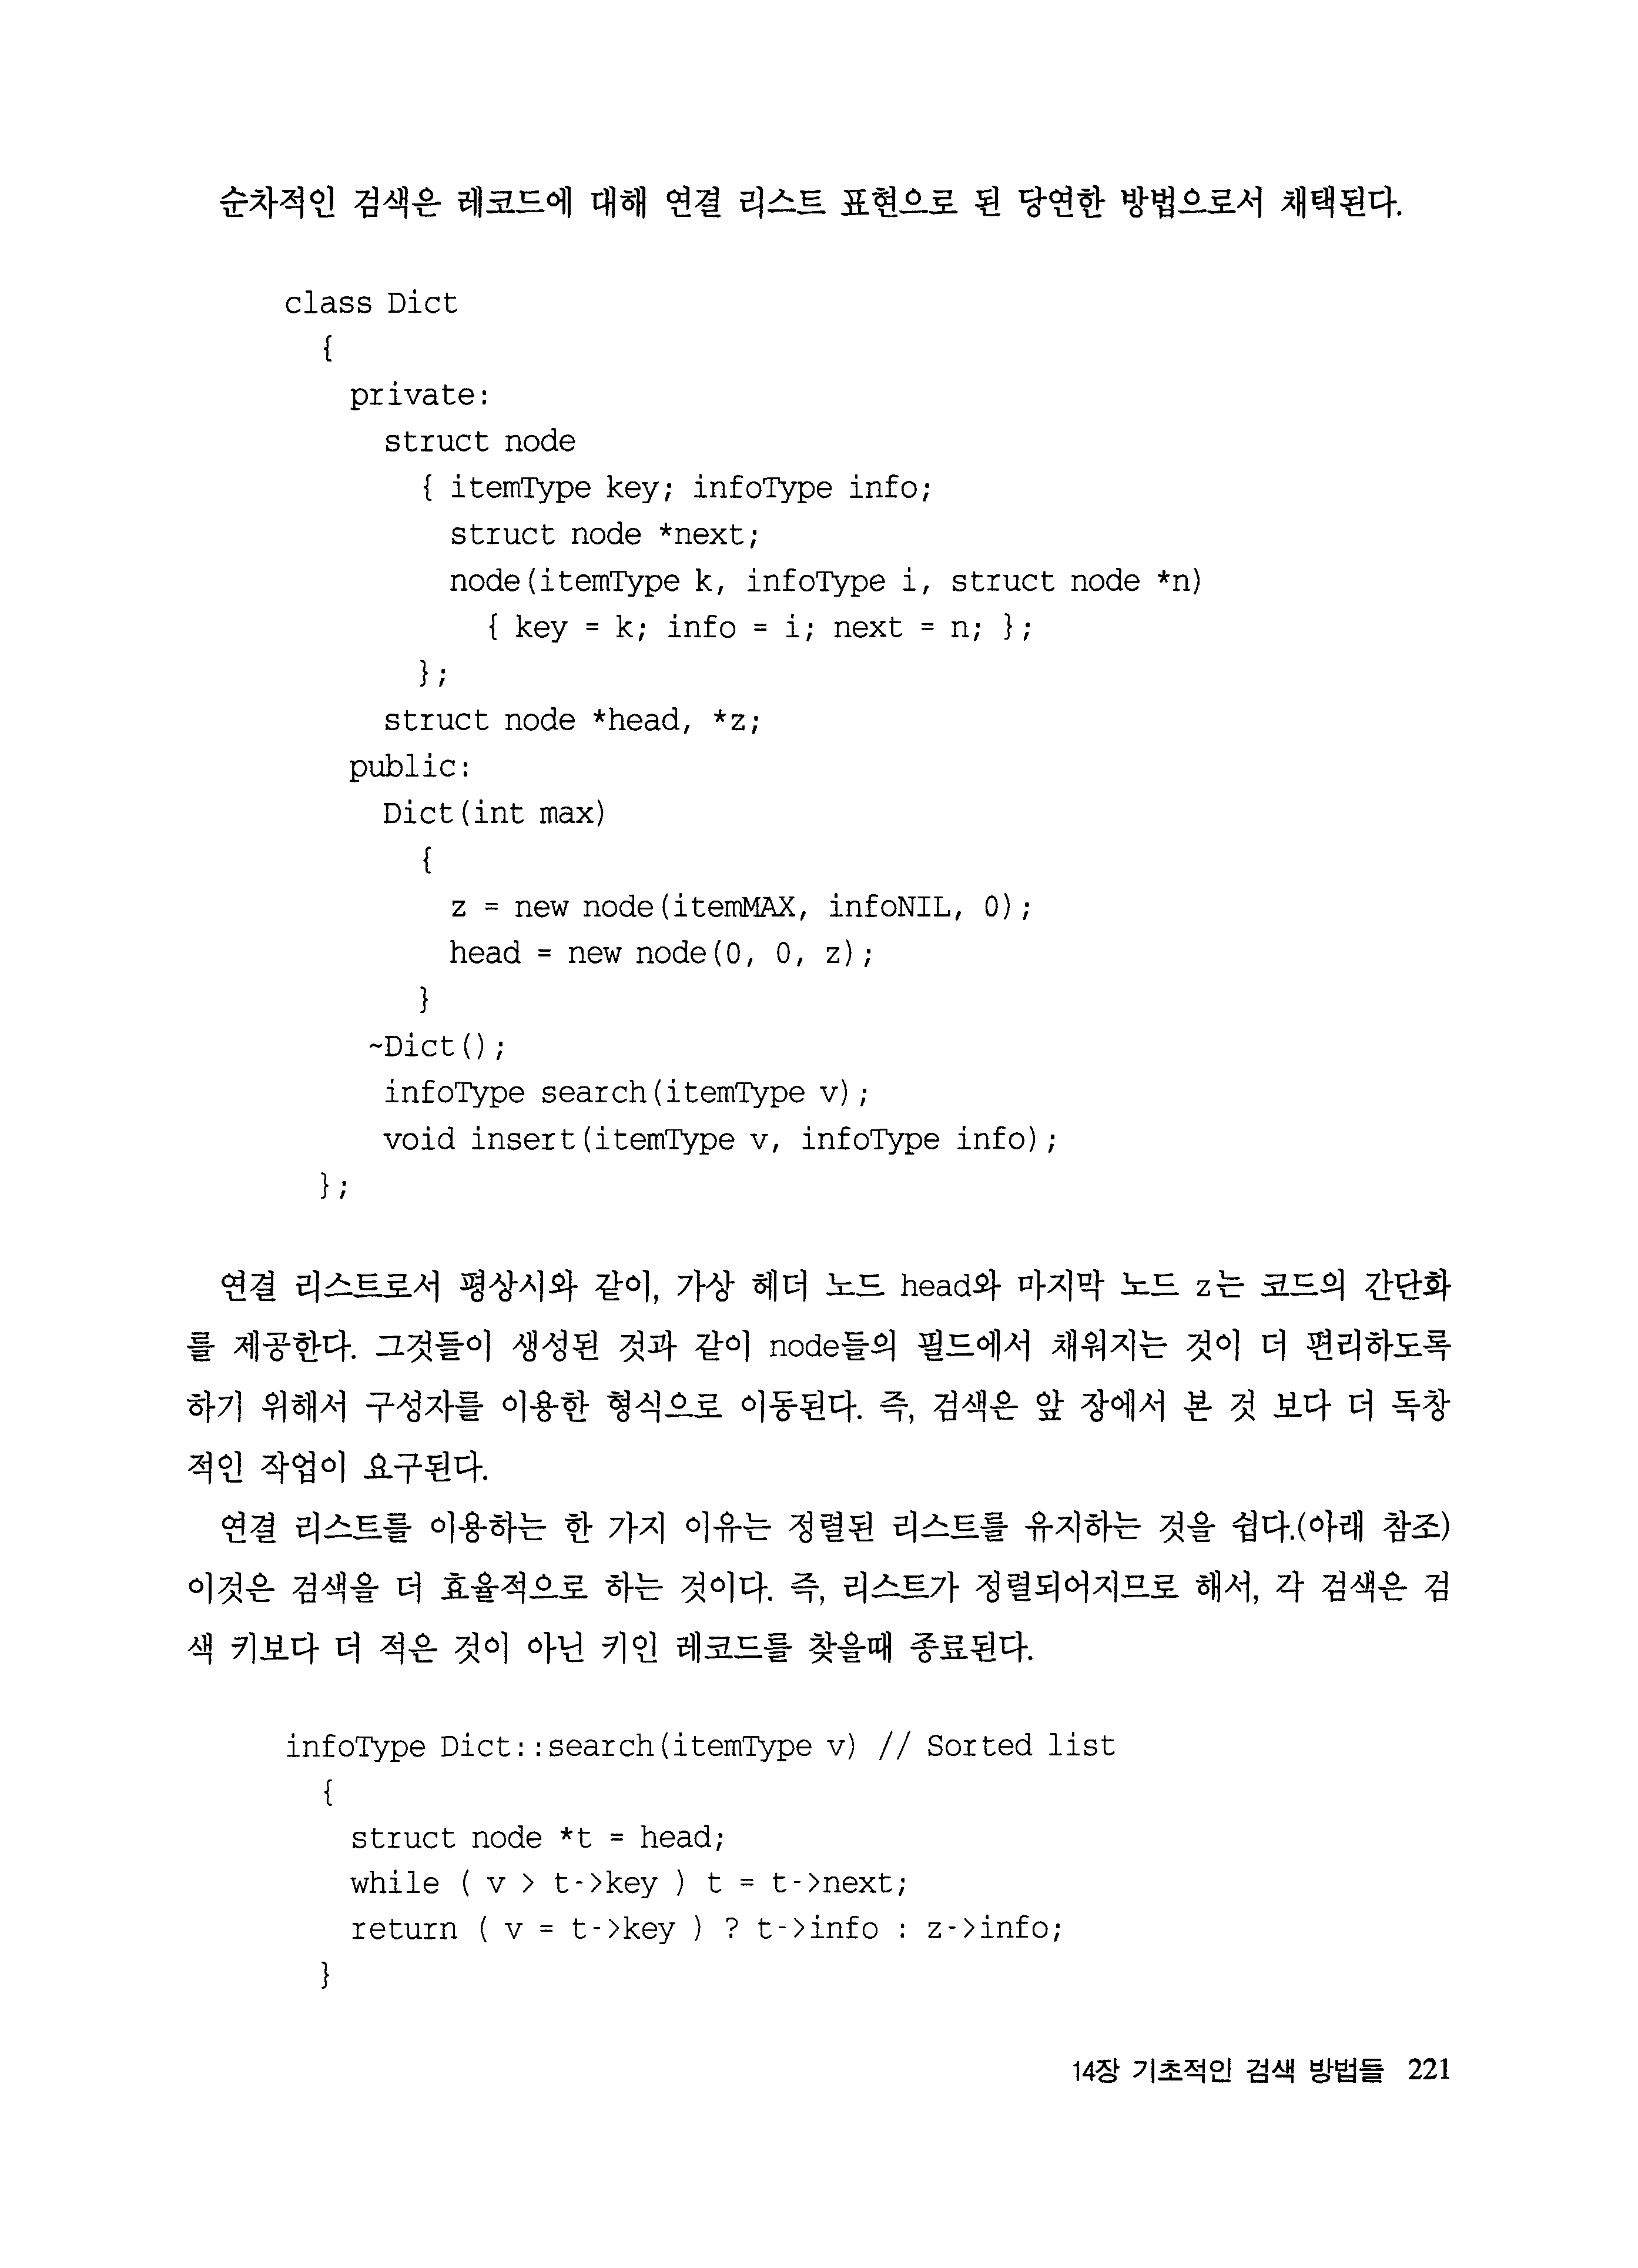 순차적인 검색은 레코드에 대해 연결 리스트 표현으로 된 당연한 방법으로서 채택된다.
class Dict
{
private:
struct node
{ itemType key; infoType info;
struct node *next;
node(itemType k, infoType i, struct node *n)
{ key = k; info = i; next = n; };
};
struct node *head, *z;
public:
Dict(int max)
{
z = new node(itemMAX, infoNIL, 0);
head = new node(0, 0, z);
}
~Dict();
infoType search(itemType v);
void insert(itemType v, infoType info);
};
연결 리스트로서 평상시와 같이, 가상 헤더 노드 head와 마지막 노드 z는 코드의 간단화
를 제공한다. 그것들이 생성된 것과 같이 node들의 필드에서 채워지는 것이 더 편리하도록
하기 위해서 구성자를 이용한 형식으로 이동된다. 즉, 검색은 앞 장에서 본 것 보다 더 독창
적인 작업이 요구된다.
연결 리스트를 이용하는 한 가지 이유는 정렬된 리스트를 유지하는 것을 쉽다.(아래 참조)
이것은 검색을 더 효율적으로 하는 것이다. 즉, 리스트가 정렬되어지므로 해서, 각 검색은 검
색 키보다 더 적은 것이 아닌 키인 레코드를 찾을때 종료된다.
infoType Dict::search(itemType v) // Sorted list
{
struct node *t = head;
while ( v > t->key ) t = t->next;
return ( v = t->key ) ? t->info : z->info;
}
14장 기초적인 검색 방법들 221